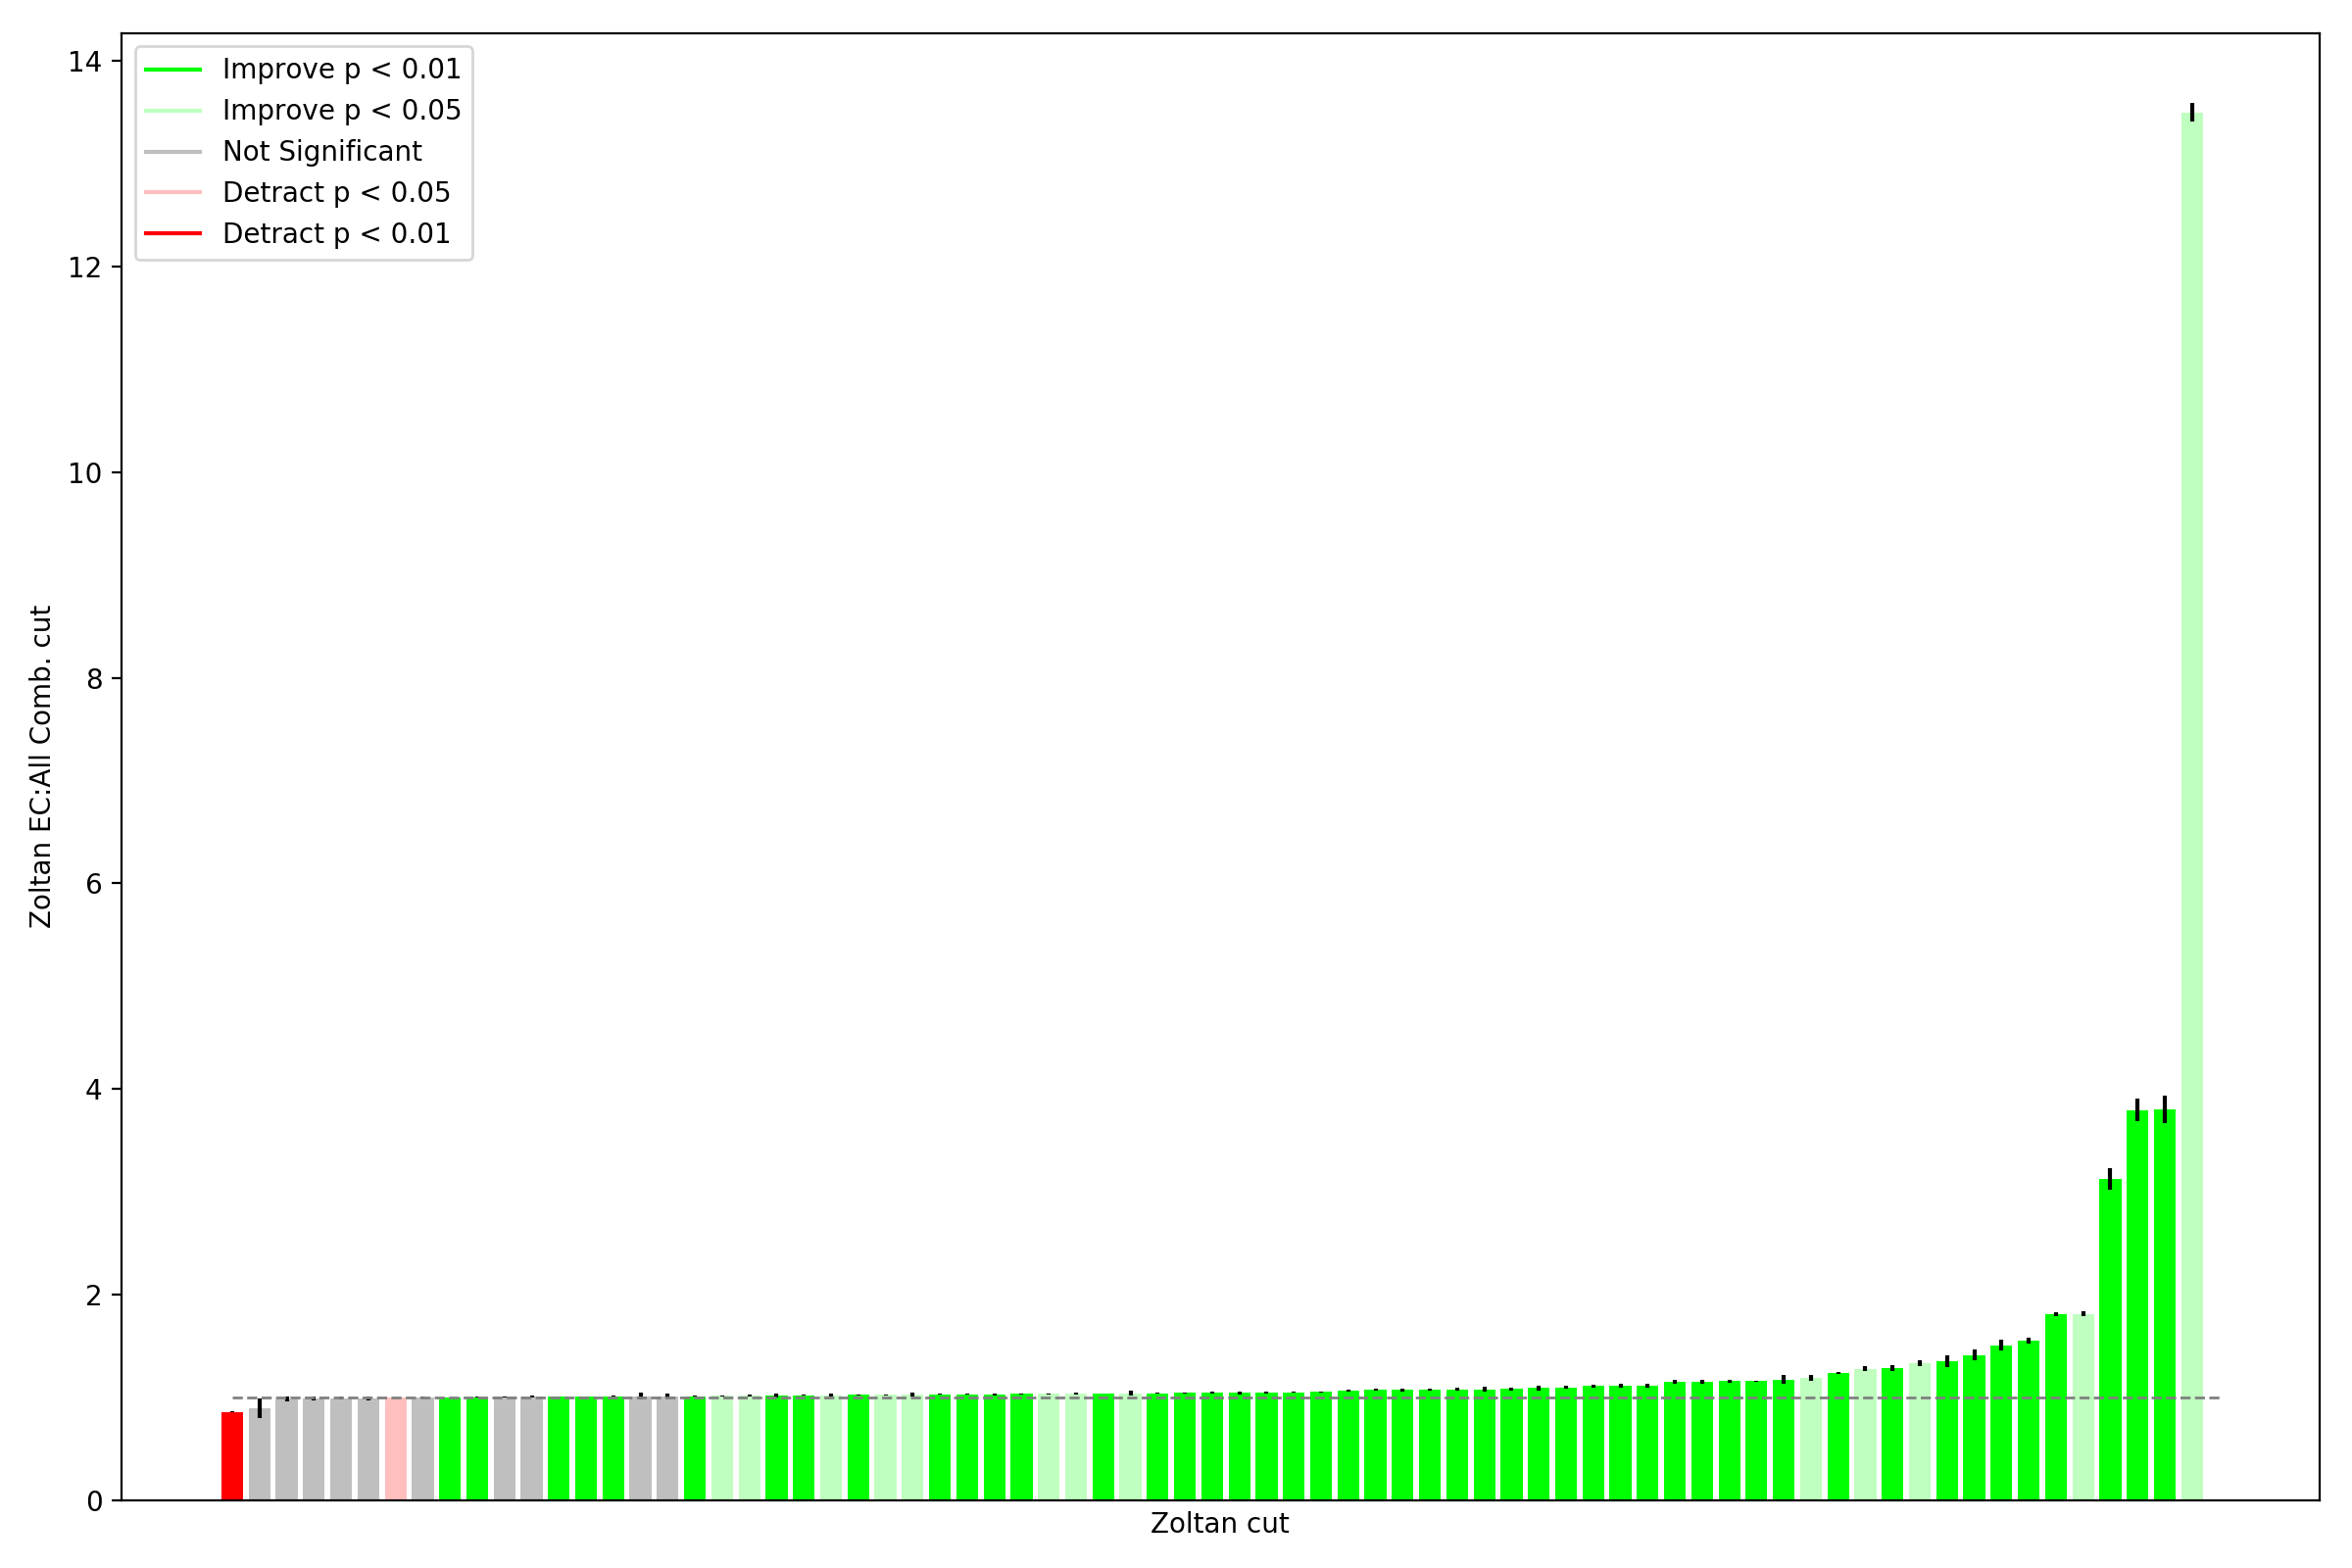 Improve p < 0.01
Improve p < 0.05
Not Significant
Detract p < 0.05
Detract p < 0.01
14
12
10
8
6
4
2
0
Zoltan EC:All Comb. cut
Zoltan cut